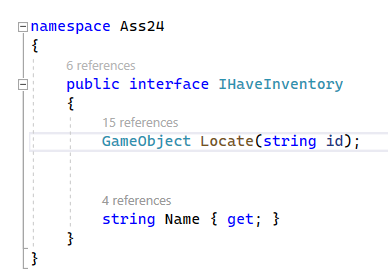 namespace Ass24
{
6 references
public interface IHaveInventory
{
15 references
GameObject Locate(string id);
4 references
string Name { get; }
}
}